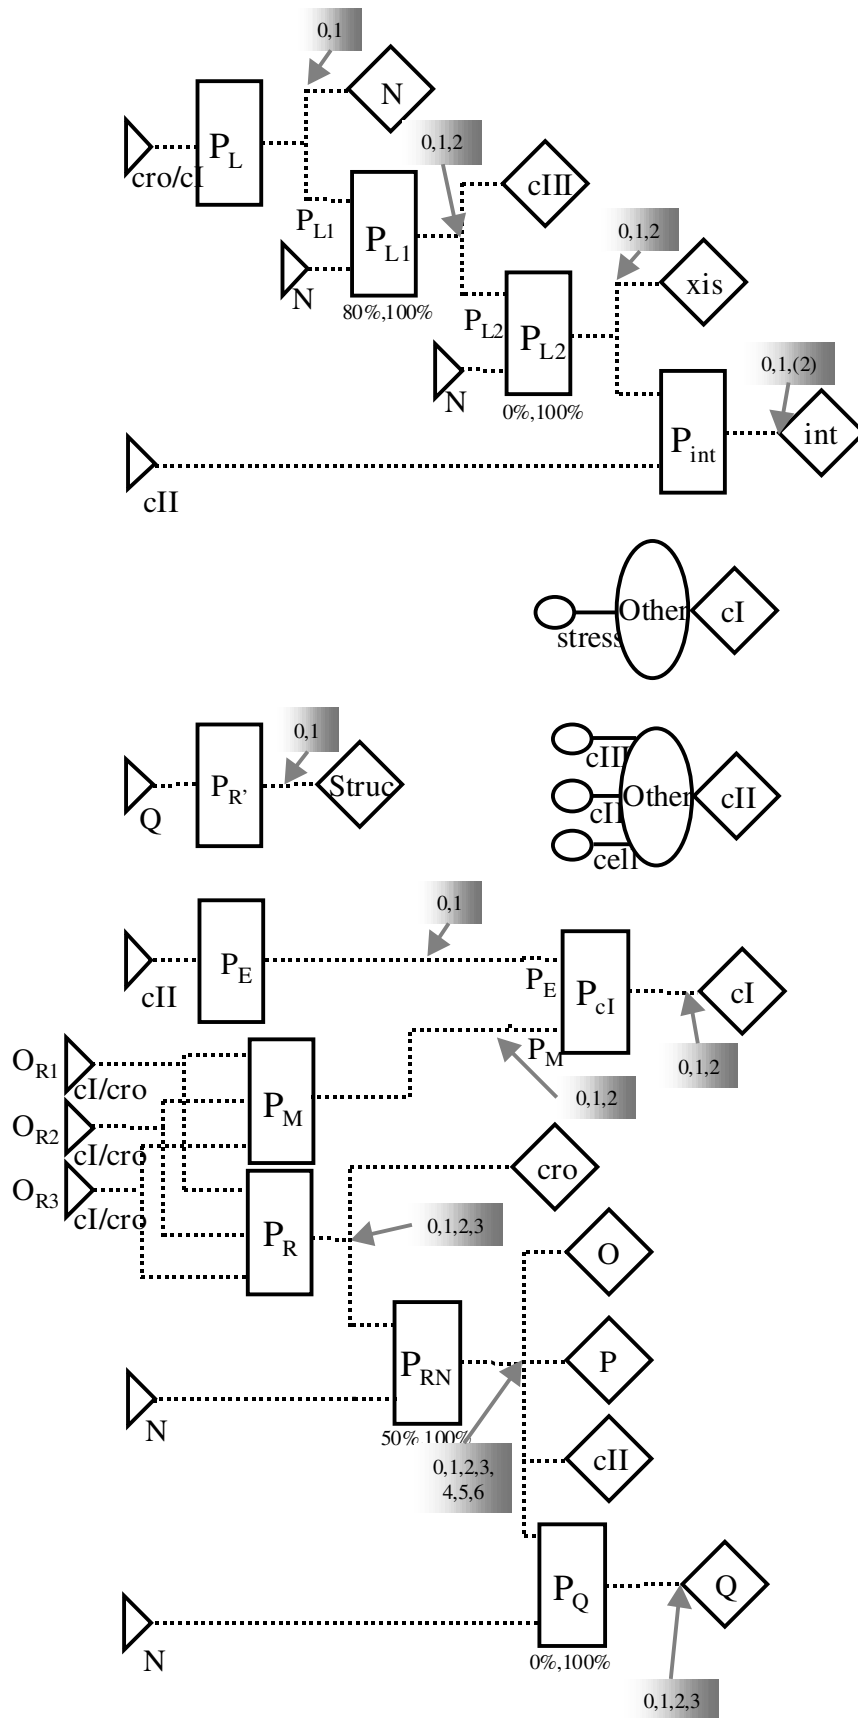 0,1
N
P_L
cro/cI
0,1,2
cIII
P_L1
P_L1
N
80%,100%
0,1,2
xis
P_L2
P_L2
N
0%,100%
0,1,(2)
int
P_int
cII
Other
cI
stress
0,1
P_R'
Struc
Q
cIII
cII
Other
cII
cell
0,1
P_E
cII
P_E
P_cI
cI
P_M
0,1,2
0,1,2
O_R1
cI/cro
P_M
O_R2
cI/cro
O_R3
cI/cro
P_R
cro
0,1,2,3
O
P_RN
P
N
50%,100%
0,1,2,3,
4,5,6
cII
P_Q
Q
N
0%,100%
0,1,2,3